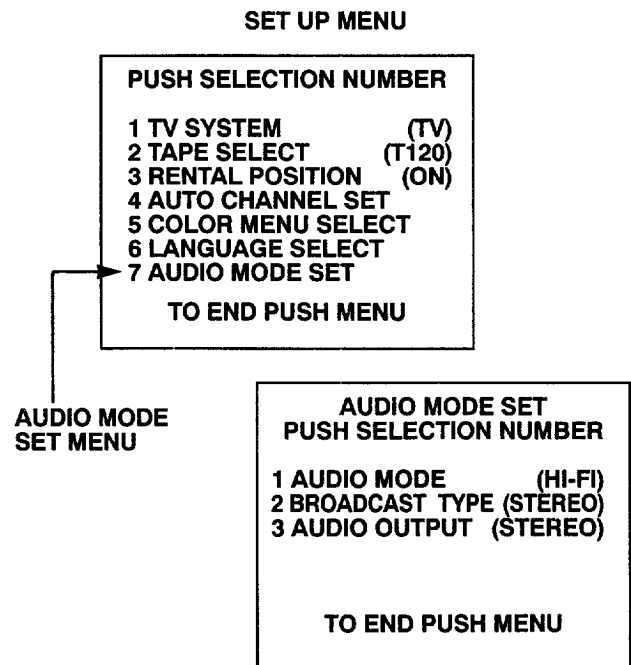 SET UP MENU
PUSH SELECTION NUMBER
1 TV SYSTEM (TV)
2 TAPE SELECT (T120)
3 RENTAL POSITION (ON)
4 AUTO CHANNEL SET
5 COLOR MENU SELECT
6 LANGUAGE SELECT
7 AUDIO MODE SET
TO END PUSH MENU
AUDIO MODE
SET MENU
AUDIO MODE SET
PUSH SELECTION NUMBER
1 AUDIO MODE (HI-FI)
2 BROADCAST TYPE (STEREO)
3 AUDIO OUTPUT (STEREO)
TO END PUSH MENU